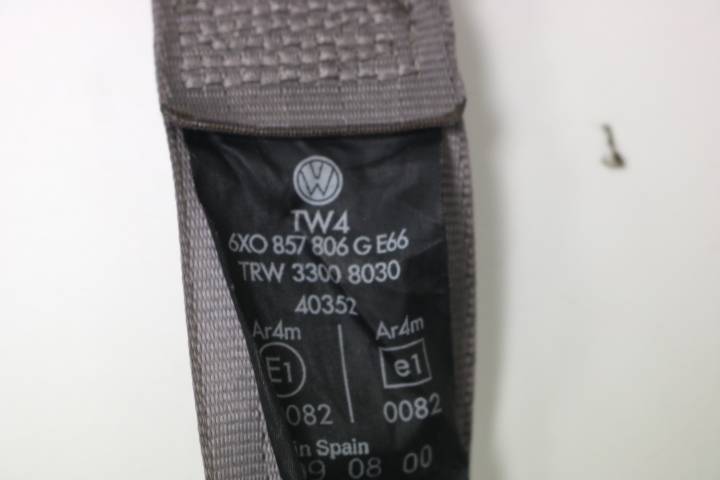 TW4
6X0 857 806 G E66
TRW 3300 8030
40352
Ar4m Ar4m
E1 e1
0082 0082
in Spain
09 08 00